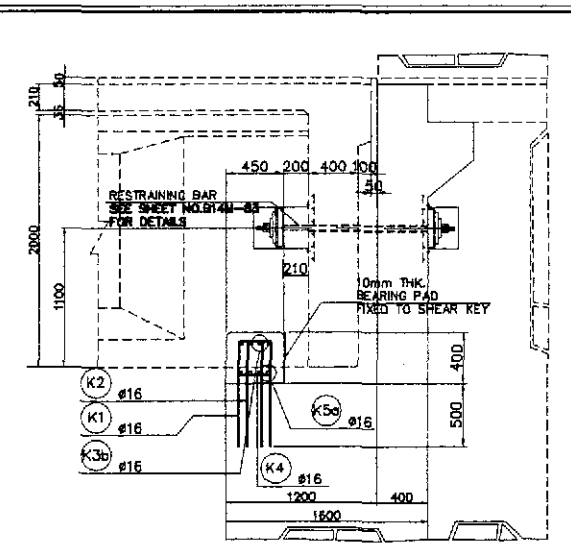 50
210
35
450 200 400 100
50
RESTRAINING BAR
SEE SHEET NO.914M-83
FOR DETAILS
2000
1100
210
10mm THK.
BEARING PAD
FIXED TO SHEAR KEY
400
500
K2 ø16
K1 ø16
K3b ø16
K5a ø16
K4 ø16
1200 400
1600